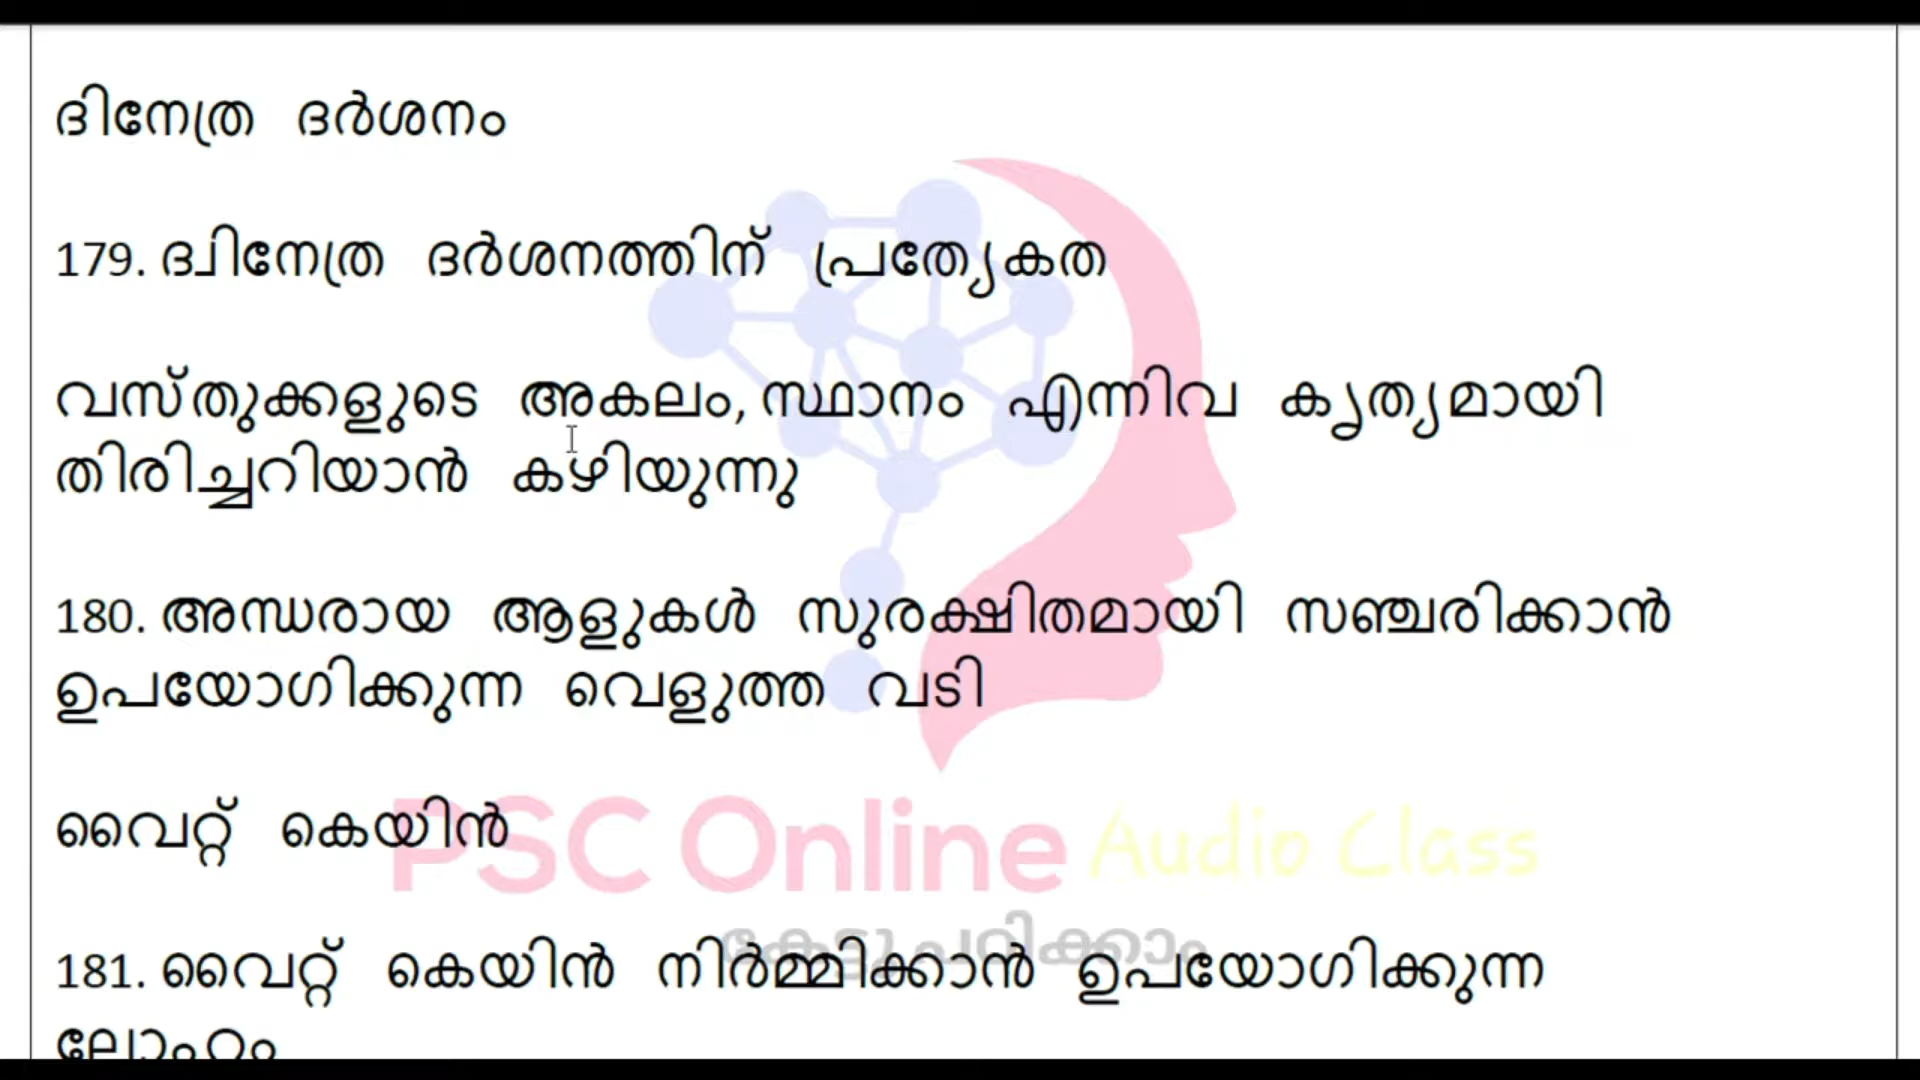 ദിനേത്ര ദർശനം
179. ദ്വിനേത്ര ദർശനത്തിന് പ്രത്യേകത
വസ്തുക്കളുടെ അകലം, സ്ഥാനം എന്നിവ കൃത്യമായി
തിരിച്ചറിയാൻ കഴിയുന്നു
180. അന്ധരായ ആളുകൾ സുരക്ഷിതമായി സഞ്ചരിക്കാൻ
ഉപയോഗിക്കുന്ന വെളുത്ത വടി
വൈറ്റ് കെയിൻ
PSC Online Audio Class
കേട്ടു പഠിക്കാം
181. വൈറ്റ് കെയിൻ നിർമ്മിക്കാൻ ഉപയോഗിക്കുന്ന
ലോഹം